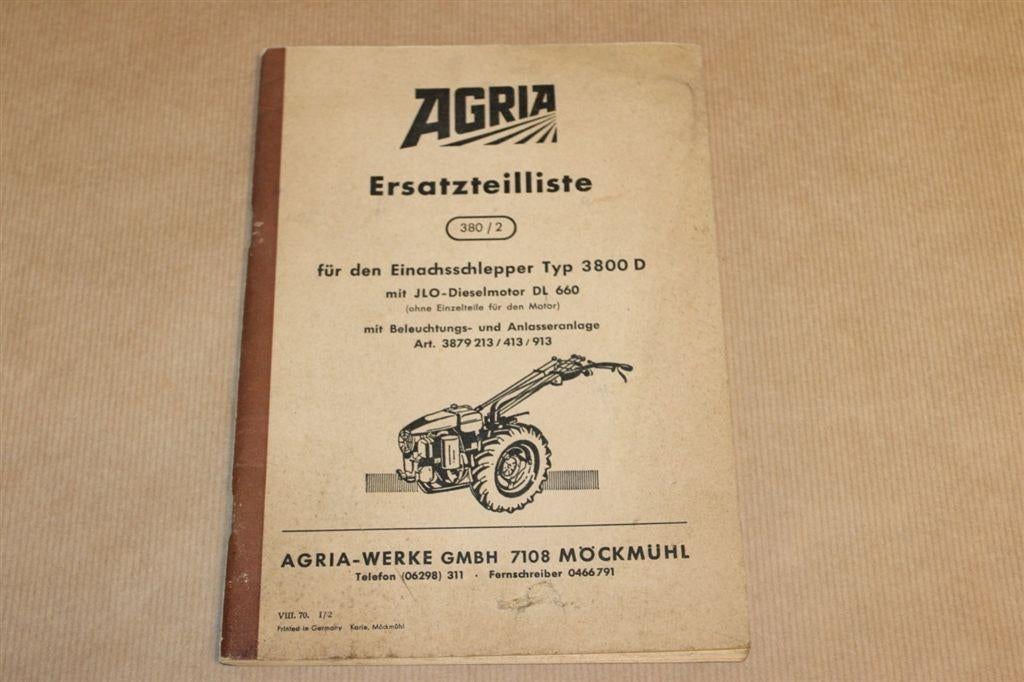 AGRIA
Ersatzteilliste
380 / 2
für den Einachsschlepper Typ 3800 D
mit JLO-Dieselmotor DL 660
(ohne Einzelteile für den Motor)
mit Beleuchtungs- und Anlasseranlage
Art. 3879 213 / 413 / 913
AGRIA-WERKE GMBH 7108 MÖCKMÜHL
Telefon (06298) 311 · Fernschreiber 0466791
VIII. 70. 1/2
Printed in Germany Karle, Möckmühl